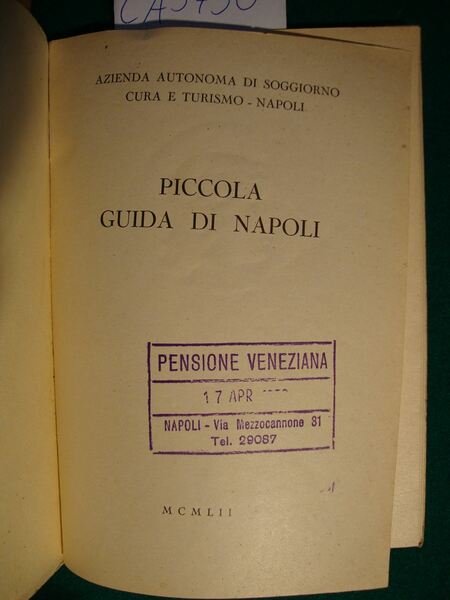 AZIENDA AUTONOMA DI SOGGIORNO
CURA E TURISMO - NAPOLI
PICCOLA
GUIDA DI NAPOLI
PENSIONE VENEZIANA
17 APR
NAPOLI - Via Mezzocannone 81
Tel. 29087
MCMLII